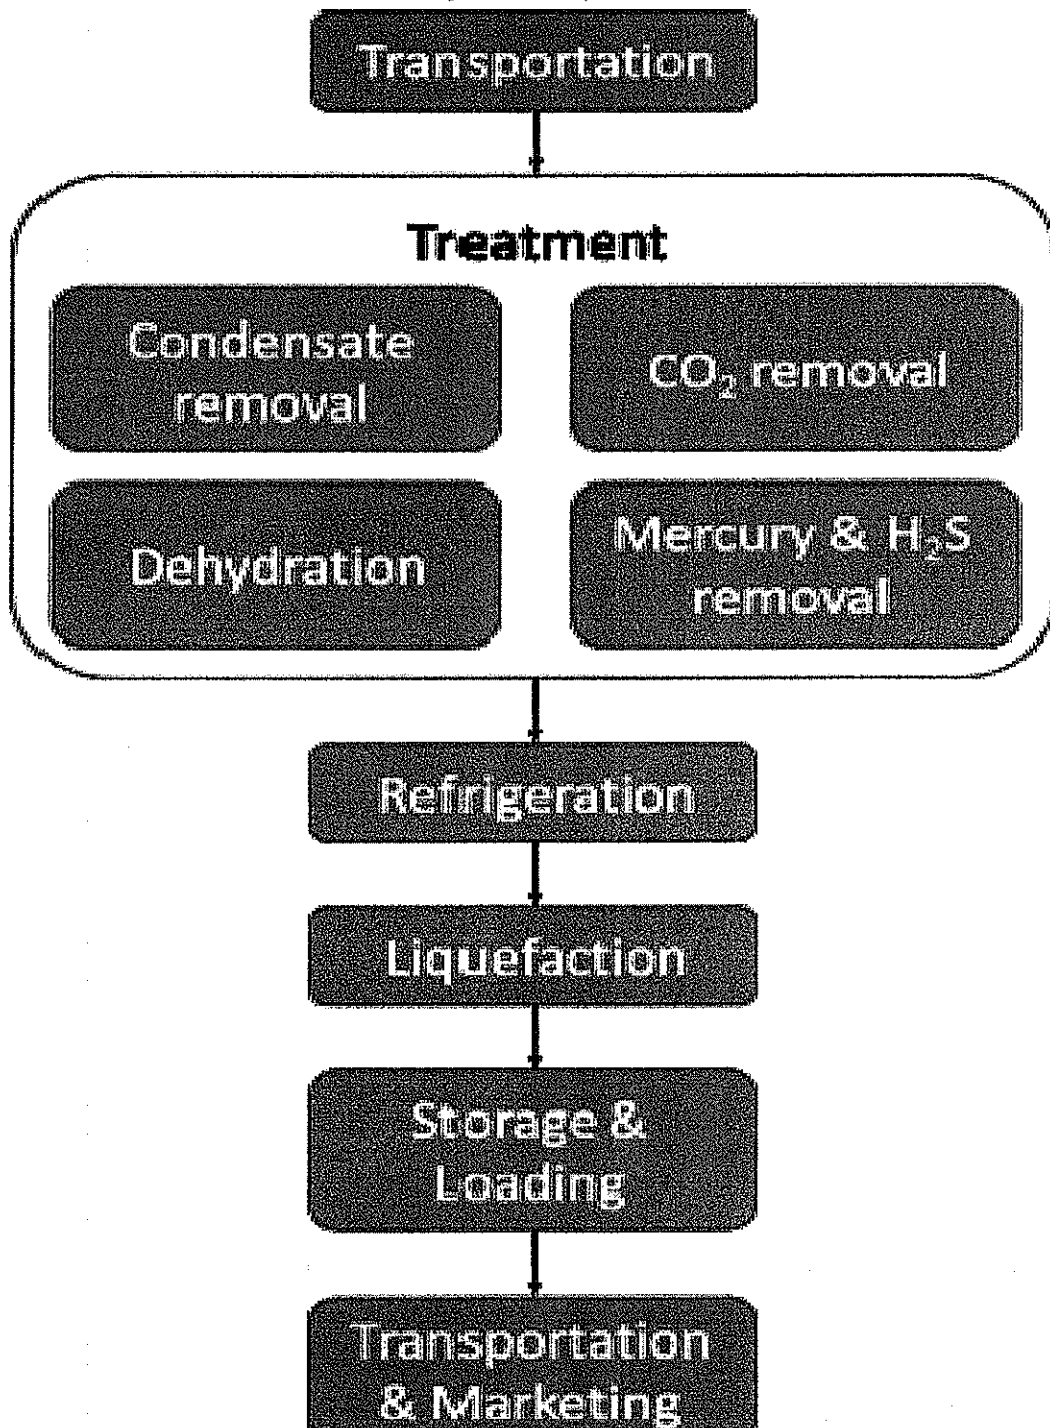 Transportation
Treatment
Condensate
removal
CO₂ removal
Dehydration
Mercury & H₂S
removal
Refrigeration
Liquefaction
Storage &
Loading
Transportation
& Marketing